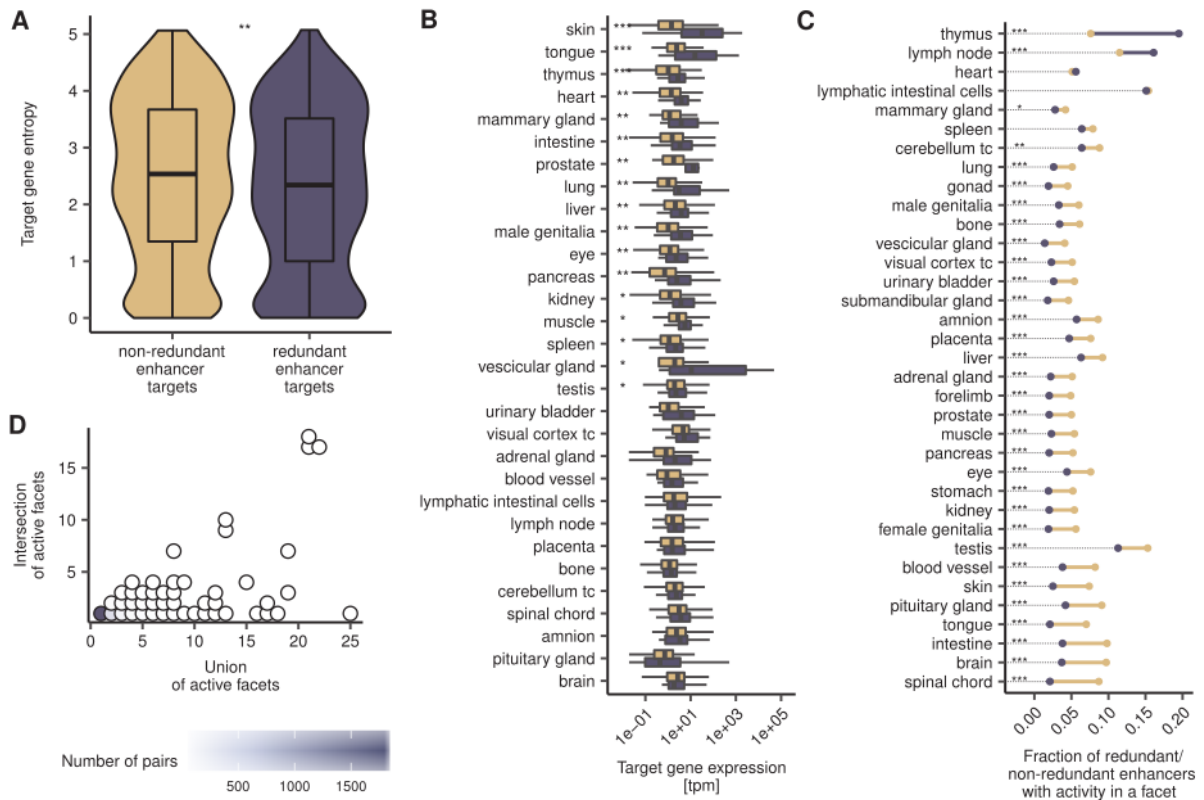 A
**
5
4
3
2
1
0
Target gene entropy
non-redundant
enhancer
targets
redundant
enhancer
targets
B
skin ***
tongue ***
thymus ***
heart **
mammary gland **
intestine **
prostate **
lung **
liver **
male genitalia **
eye **
pancreas **
kidney *
muscle *
spleen *
vescicular gland *
testis *
urinary bladder
visual cortex tc
adrenal gland
blood vessel
lymphatic intestinal cells
lymph node
placenta
bone
cerebellum tc
spinal chord
amnion
pituitary gland
brain
1e−01 1e+01 1e+03 1e+05
Target gene expression
[tpm]
C
thymus ***
lymph node ***
heart
lymphatic intestinal cells
mammary gland *
spleen
cerebellum tc **
lung ***
gonad ***
male genitalia ***
bone ***
vescicular gland ***
visual cortex tc ***
urinary bladder ***
submandibular gland ***
amnion ***
placenta ***
liver ***
adrenal gland ***
forelimb ***
prostate ***
muscle ***
pancreas ***
eye ***
stomach ***
kidney ***
female genitalia ***
testis ***
blood vessel ***
skin ***
pituitary gland ***
tongue ***
intestine ***
brain ***
spinal chord ***
0.00 0.05 0.10 0.15 0.20
Fraction of redundant/
non-redundant enhancers
with activity in a facet
D
15
10
5
Intersection
of active facets
0 5 10 15 20 25
Union
of active facets
Number of pairs
500 1000 1500